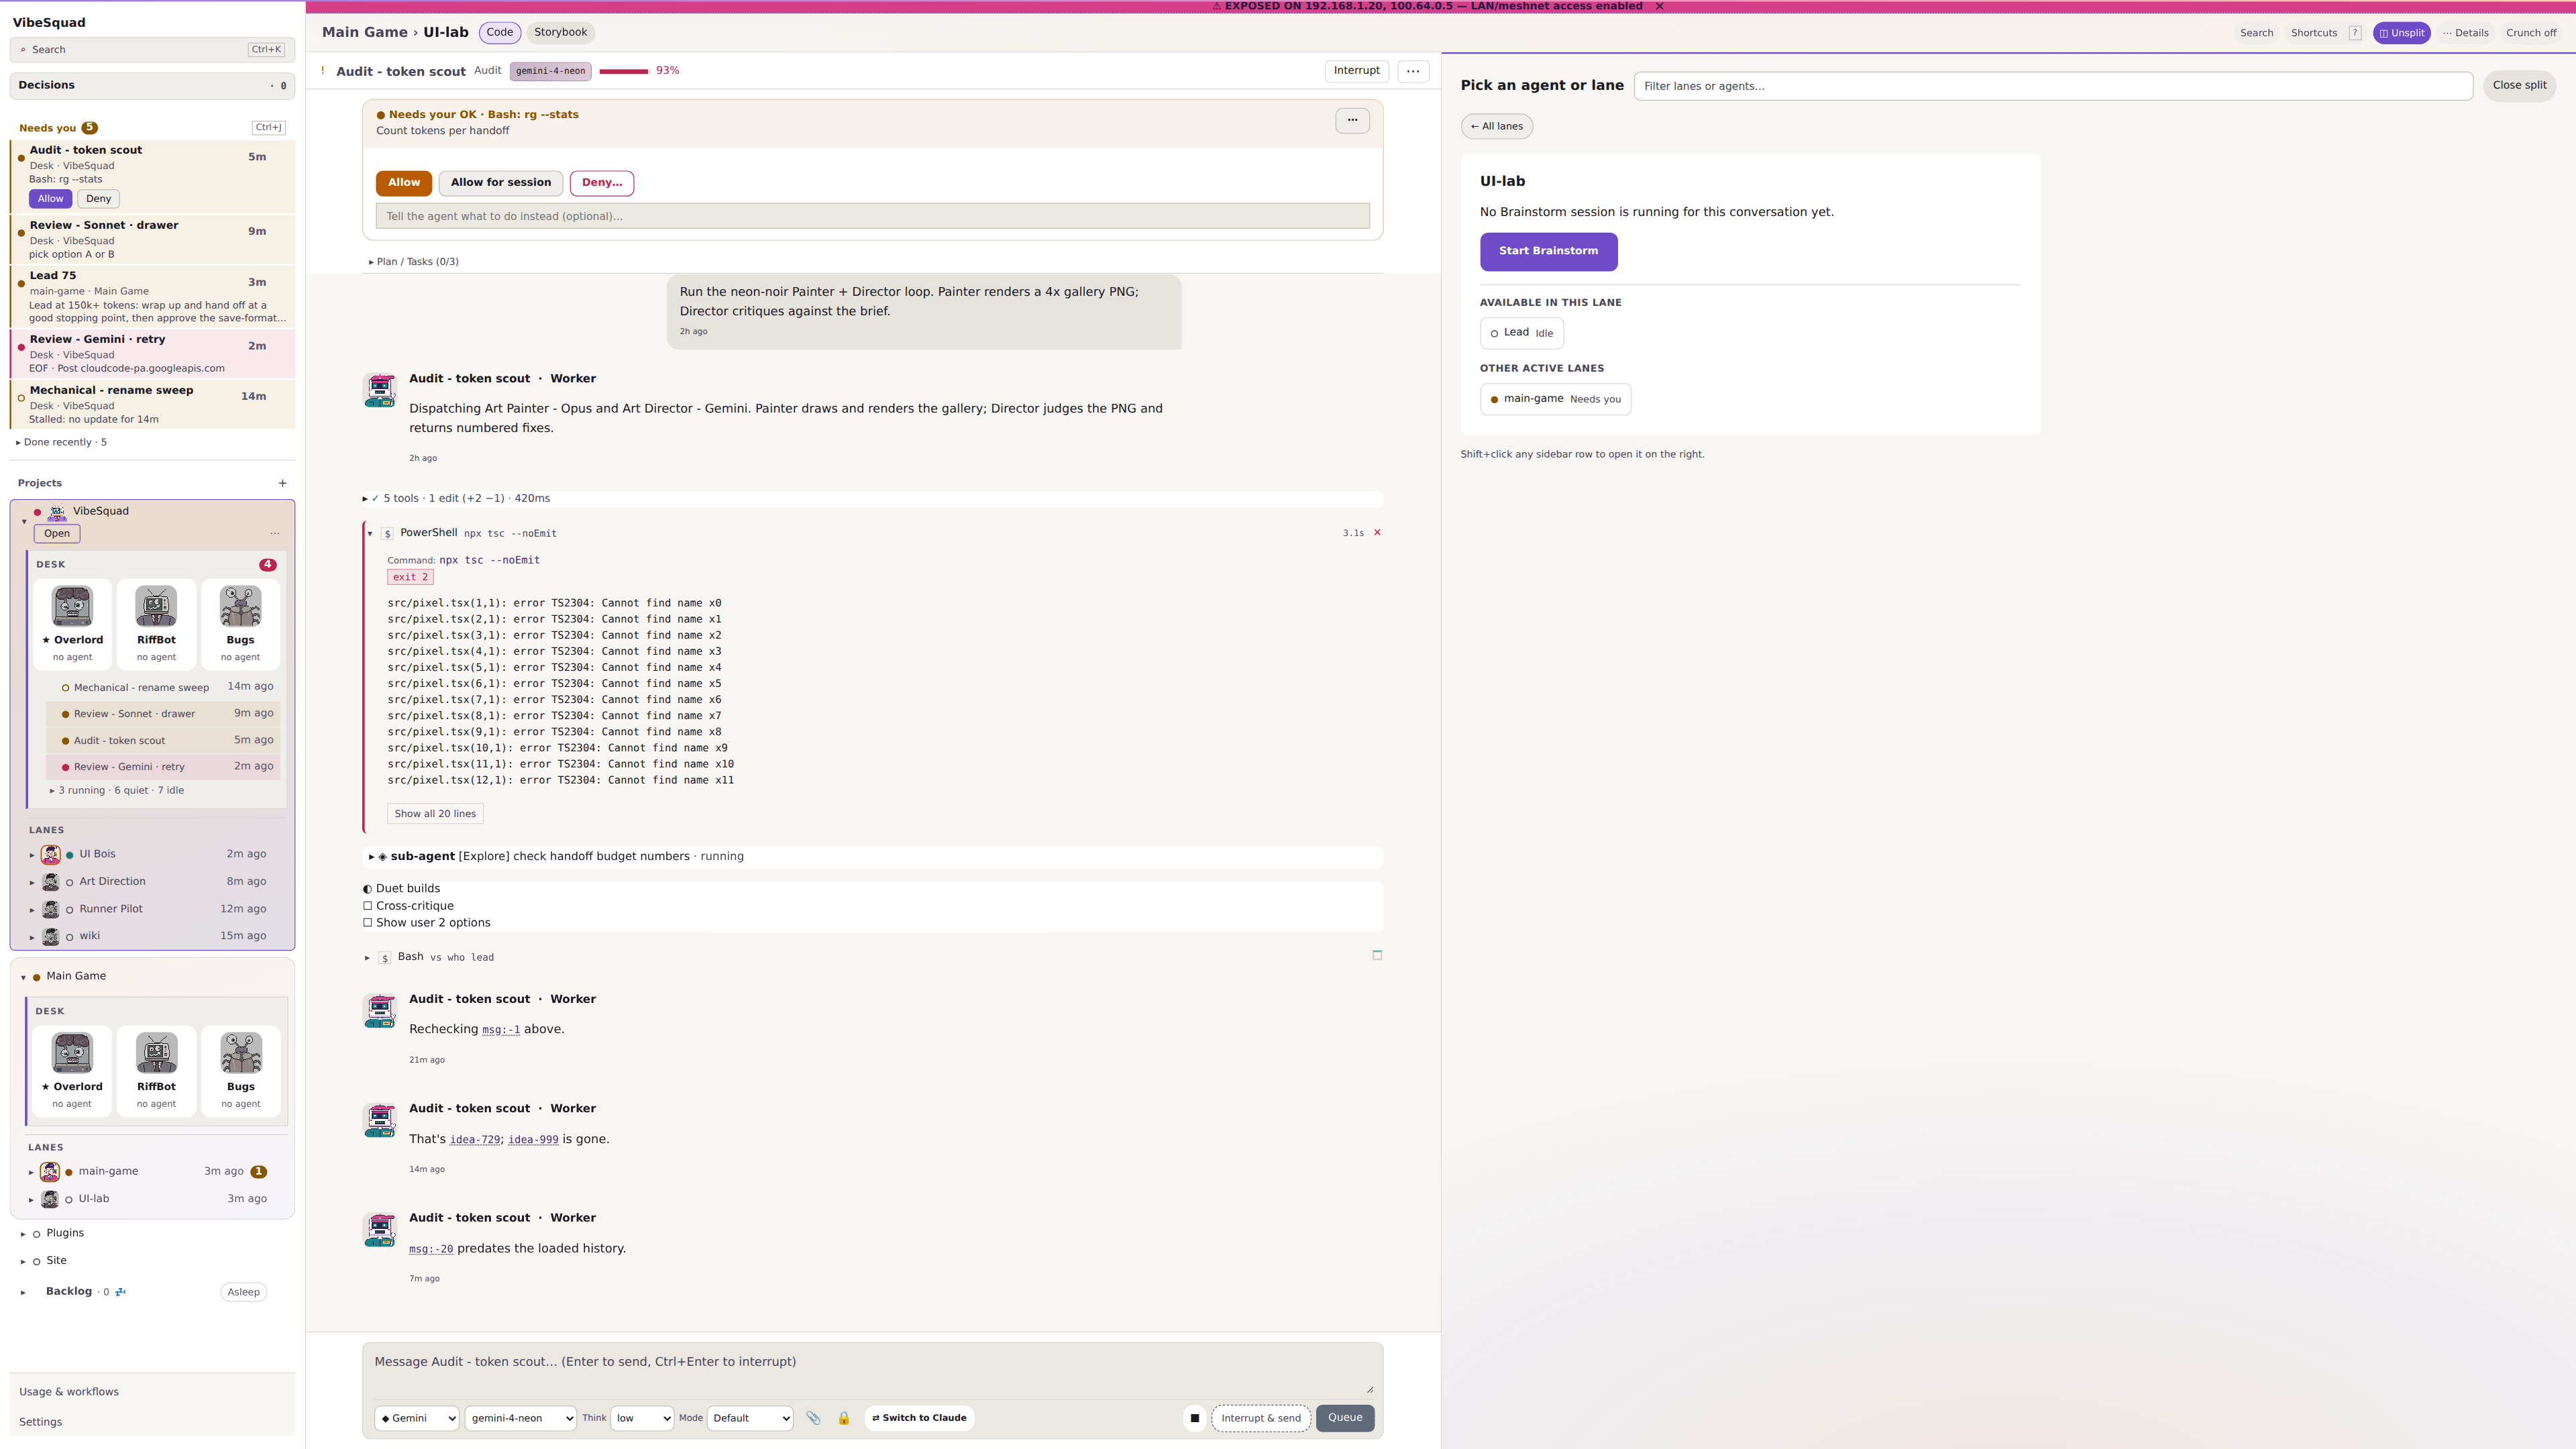 ⚠ EXPOSED ON 192.168.1.20, 100.64.0.5 — LAN/meshnet access enabled ✕
VibeSquad
Search Ctrl+K
Decisions · 0
Needs you 5 Ctrl+J
Audit - token scout 5m
Desk · VibeSquad
Bash: rg --stats
Allow Deny
Review - Sonnet · drawer 9m
Desk · VibeSquad
pick option A or B
Lead 75 3m
main-game · Main Game
Lead at 150k+ tokens: wrap up and hand off at a
good stopping point, then approve the save-format…
Review - Gemini · retry 2m
Desk · VibeSquad
EOF · Post cloudcode-pa.googleapis.com
Mechanical - rename sweep 14m
Desk · VibeSquad
Stalled: no update for 14m
▸ Done recently · 5
Projects +
▾ VibeSquad
Open ⋯
DESK 4
★ Overlord RiffBot Bugs
no agent no agent no agent
Mechanical - rename sweep 14m ago
Review - Sonnet · drawer 9m ago
Audit - token scout 5m ago
Review - Gemini · retry 2m ago
▸ 3 running · 6 quiet · 7 idle
LANES
▸ UI Bois 2m ago
▸ Art Direction 8m ago
▸ Runner Pilot 12m ago
▸ wiki 15m ago
▾ Main Game
DESK
★ Overlord RiffBot Bugs
no agent no agent no agent
LANES
▸ main-game 3m ago 1
▸ UI-lab 3m ago
▸ Plugins
▸ Site
▸ Backlog · 0 💤 Asleep
Usage & workflows
Settings
Main Game › UI-lab Code Storybook
Search Shortcuts ? ◫ Unsplit ⋯ Details Crunch off
! Audit - token scout Audit gemini-4-neon 93% Interrupt ⋯
● Needs your OK · Bash: rg --stats ⋯
Count tokens per handoff
Allow Allow for session Deny…
Tell the agent what to do instead (optional)…
▸ Plan / Tasks (0/3)
Run the neon-noir Painter + Director loop. Painter renders a 4x gallery PNG;
Director critiques against the brief.
2h ago
Audit - token scout · Worker
Dispatching Art Painter - Opus and Art Director - Gemini. Painter draws and renders the gallery; Director judges the PNG and
returns numbered fixes.
2h ago
▸ ✓ 5 tools · 1 edit (+2 −1) · 420ms
▾ $ PowerShell npx tsc --noEmit 3.1s ✕
Command: npx tsc --noEmit
exit 2
src/pixel.tsx(1,1): error TS2304: Cannot find name x0
src/pixel.tsx(2,1): error TS2304: Cannot find name x1
src/pixel.tsx(3,1): error TS2304: Cannot find name x2
src/pixel.tsx(4,1): error TS2304: Cannot find name x3
src/pixel.tsx(5,1): error TS2304: Cannot find name x4
src/pixel.tsx(6,1): error TS2304: Cannot find name x5
src/pixel.tsx(7,1): error TS2304: Cannot find name x6
src/pixel.tsx(8,1): error TS2304: Cannot find name x7
src/pixel.tsx(9,1): error TS2304: Cannot find name x8
src/pixel.tsx(10,1): error TS2304: Cannot find name x9
src/pixel.tsx(11,1): error TS2304: Cannot find name x10
src/pixel.tsx(12,1): error TS2304: Cannot find name x11
Show all 20 lines
▸ ◈ sub-agent [Explore] check handoff budget numbers · running
◐ Duet builds
☐ Cross-critique
☐ Show user 2 options
▸ $ Bash vs who lead
Audit - token scout · Worker
Rechecking msg:-1 above.
21m ago
Audit - token scout · Worker
That's idea-729; idea-999 is gone.
14m ago
Audit - token scout · Worker
msg:-20 predates the loaded history.
7m ago
Message Audit - token scout… (Enter to send, Ctrl+Enter to interrupt)
◆ Gemini gemini-4-neon Think low Mode Default 📎 🔒 ⇄ Switch to Claude ■ Interrupt & send Queue
Pick an agent or lane Filter lanes or agents… Close split
← All lanes
UI-lab
No Brainstorm session is running for this conversation yet.
Start Brainstorm
AVAILABLE IN THIS LANE
Lead Idle
OTHER ACTIVE LANES
main-game Needs you
Shift+click any sidebar row to open it on the right.